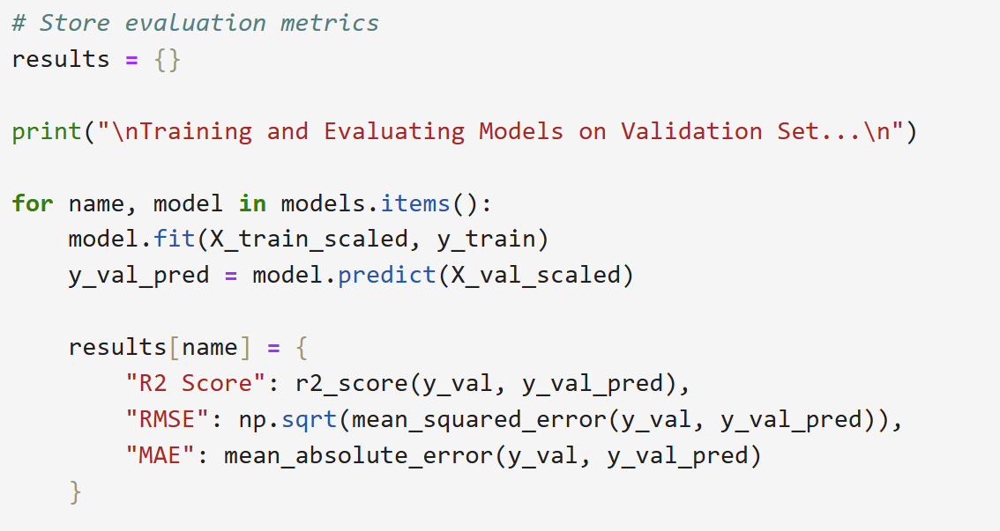 # Store evaluation metrics
results = {}
print("\nTraining and Evaluating Models on Validation Set...\n")
for name, model in models.items():
    model.fit(X_train_scaled, y_train)
    y_val_pred = model.predict(X_val_scaled)
    results[name] = {
        "R2 Score": r2_score(y_val, y_val_pred),
        "RMSE": np.sqrt(mean_squared_error(y_val, y_val_pred)),
        "MAE": mean_absolute_error(y_val, y_val_pred)
    }